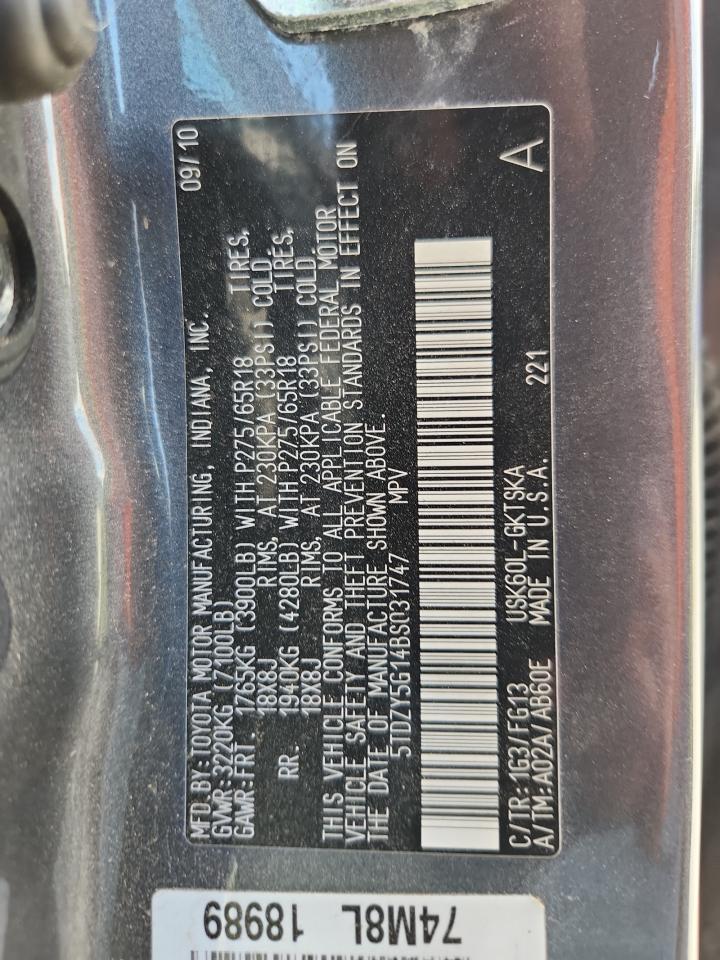 MFD.BY:TOYOTA MOTOR MANUFACTURING, INDIANA, INC. 09/10
GVWR:3220KG (7100LB)
GAWR:FRT. 1765KG (3900LB) WITH P275/65R18 TIRES,
18X8J RIMS, AT 230KPA (33PSI) COLD.
RR. 1940KG (4280LB) WITH P275/65R18 TIRES,
18X8J RIMS, AT 230KPA (33PSI) COLD.
THIS VEHICLE CONFORMS TO ALL APPLICABLE FEDERAL MOTOR
VEHICLE SAFETY AND THEFT PREVENTION STANDARDS IN EFFECT ON
THE DATE OF MANUFACTURE SHOWN ABOVE.
5TDZY5G14BS031747 MPV
C/TR:1G3/FG13 USK60L-GKTSKA
A/TM:A02A/AB60E MADE IN U.S.A. 221 A
74M8L
18989